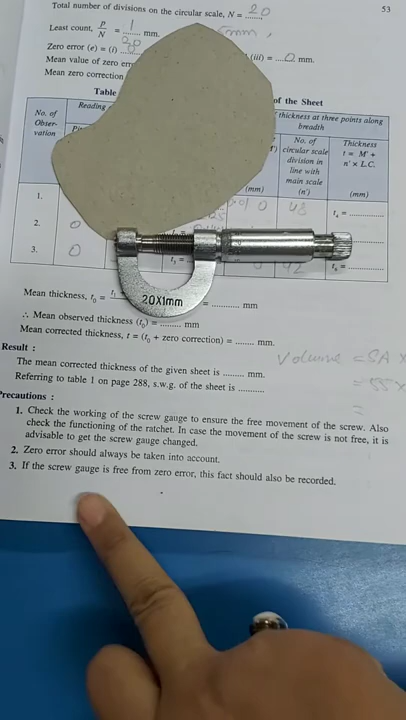 53
Total number of divisions on the circular scale, N = 20
Least count, P/N = 1 mm.
Zero error (e) = (i) (iii) = ....0. mm.
Mean value of zero
Mean zero correction
Table of the Sheet
No. of Obser-vation
Reading
thickness at three points along breadth
(mm)
No. of circular scale division in line with main scale (n')
Thickness t = M' + n' × L.C. (mm)
1. 0 48 t₄ = ..............
2. 0
3. 0 42 t₆ = ..............
20X1mm
Mean thickness, t₀ = = ........... mm
∴ Mean observed thickness (t₀) = ......... mm
Mean corrected thickness, t = (t₀ + zero correction) = ....... mm.
Result :
Volume = SA ×
The mean corrected thickness of the given sheet is ........ mm.
= 55 ×
Referring to table 1 on page 288, s.w.g. of the sheet is ..........
=
Precautions :
1. Check the working of the screw gauge to ensure the free movement of the screw. Also
check the functioning of the ratchet. In case the movement of the screw is not free, it is
advisable to get the screw gauge changed.
2. Zero error should always be taken into account.
3. If the screw gauge is free from zero error, this fact should also be recorded.